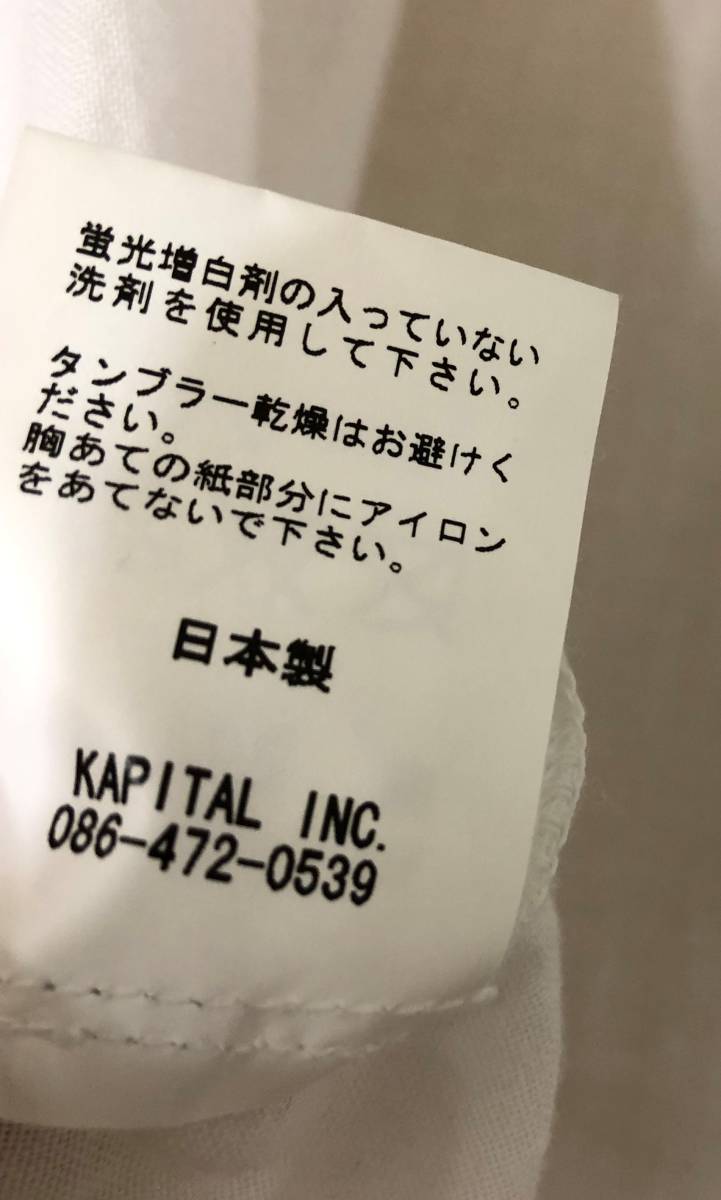 蛍光増白剤の入っていない
洗剤を使用して下さい。
タンブラー乾燥はお避けく
ださい。
胸あての紙部分にアイロン
をあてないで下さい。
日本製
KAPITAL INC.
086-472-0539